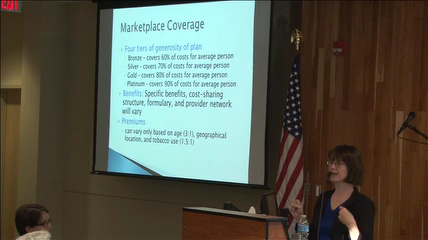 EXIT
Marketplace Coverage
Four tiers of generosity of plan
Bronze – covers 60% of costs for average person
Silver – covers 70% of costs for average person
Gold – covers 80% of costs for average person
Platinum – covers 90% of costs for average person
Benefits: Specific benefits, cost-sharing
structure, formulary, and provider network
will vary
Premiums
can vary only based on age (3:1), geographical
location, and tobacco use (1.5:1)